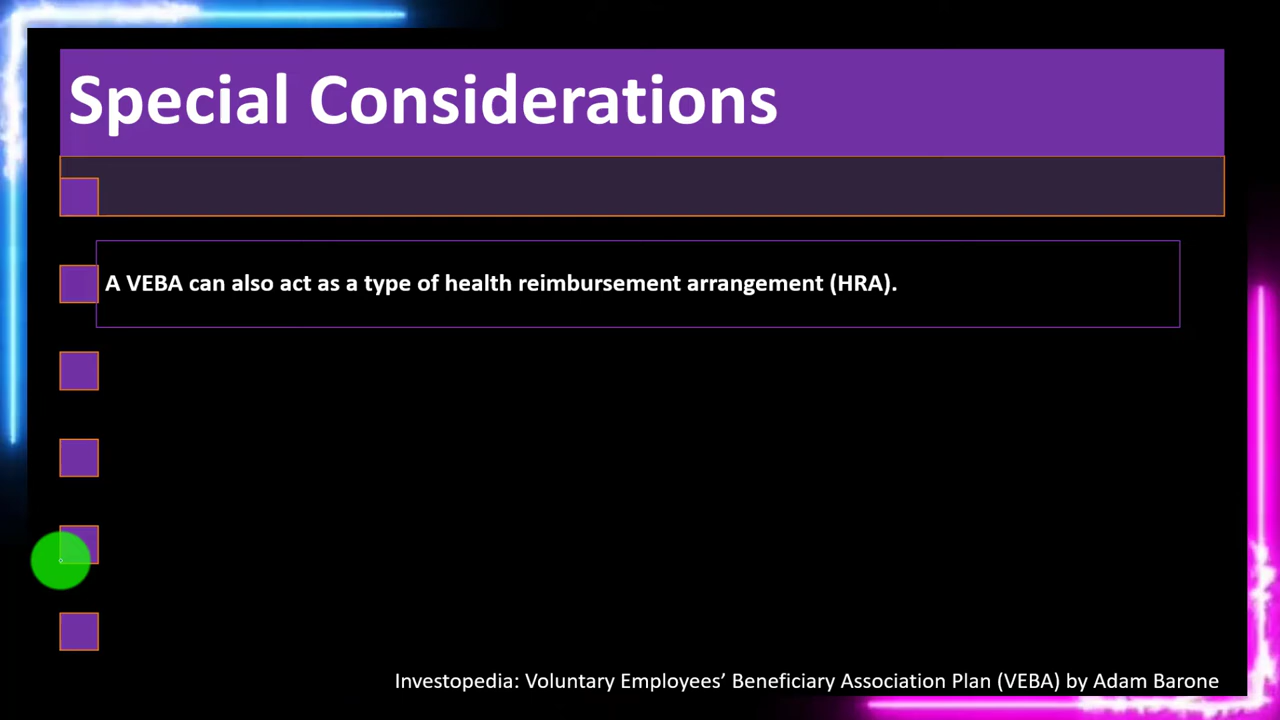 Special Considerations
A VEBA can also act as a type of health reimbursement arrangement (HRA).
Investopedia: Voluntary Employees’ Beneficiary Association Plan (VEBA) by Adam Barone